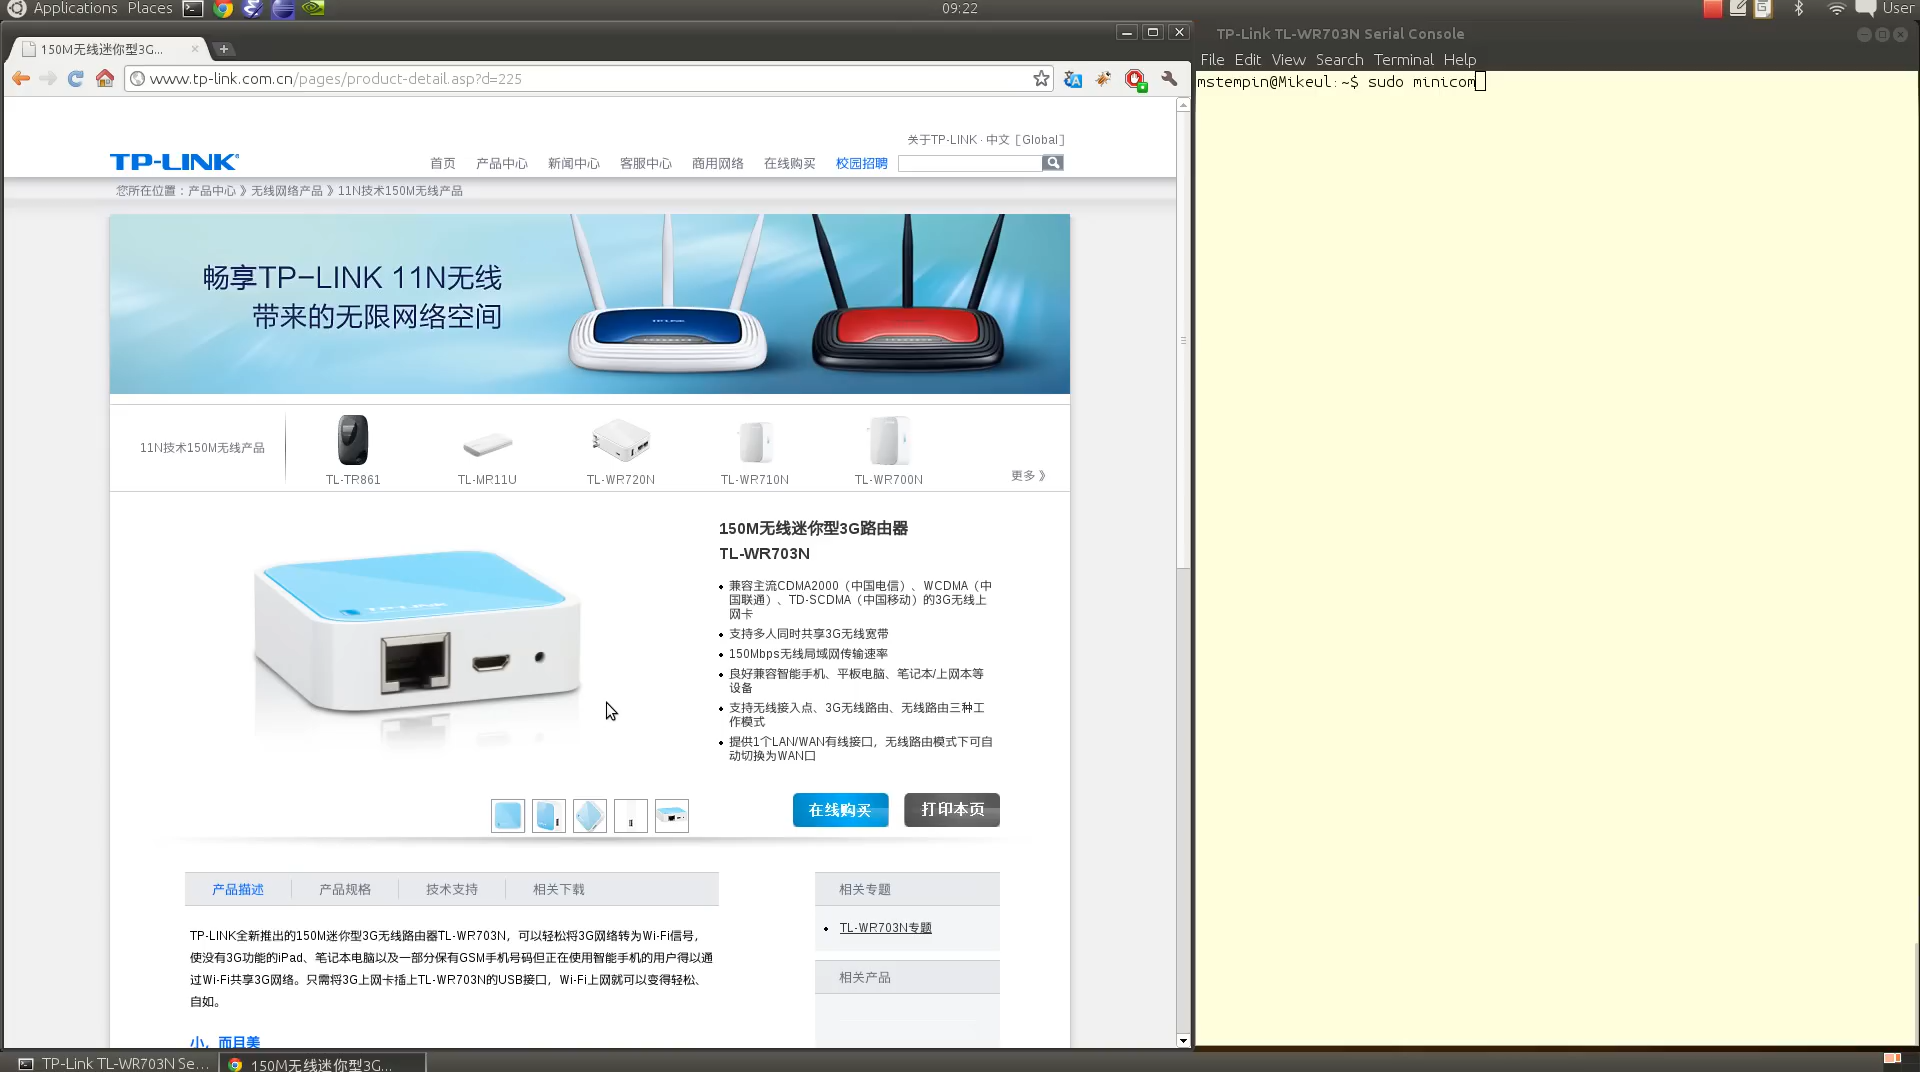 Applications Places
09:22
User
150M无线迷你型3G...
TP-Link TL-WR703N Serial Console
File Edit View Search Terminal Help
www.tp-link.com.cn/pages/product-detail.asp?d=225
mstempin@Mikeul:~$ sudo minicom
关于TP-LINK · 中文 [Global]
TP-LINK
首页 产品中心 新闻中心 客服中心 商用网络 在线购买 校园招聘
您所在位置：产品中心 》无线网络产品 》11N技术150M无线产品
畅享TP-LINK 11N无线
带来的无限网络空间
11N技术150M无线产品
TL-TR861 TL-MR11U TL-WR720N TL-WR710N TL-WR700N
更多 》
150M无线迷你型3G路由器
TL-WR703N
兼容主流CDMA2000（中国电信）、WCDMA（中
国联通）、TD-SCDMA（中国移动）的3G无线上
网卡
支持多人同时共享3G无线宽带
150Mbps无线局域网传输速率
良好兼容智能手机、平板电脑、笔记本/上网本等
设备
支持无线接入点、3G无线路由、无线路由三种工
作模式
提供1个LAN/WAN有线接口，无线路由模式下可自
动切换为WAN口
在线购买 打印本页
产品描述 产品规格 技术支持 相关下载
相关专题
TL-WR703N专题
相关产品
TP-LINK全新推出的150M迷你型3G无线路由器TL-WR703N，可以轻松将3G网络转为Wi-Fi信号，
使没有3G功能的iPad、笔记本电脑以及一部分保有GSM手机号码但正在使用智能手机的用户得以通
过Wi-Fi共享3G网络。只需将3G上网卡插上TL-WR703N的USB接口，Wi-Fi上网就可以变得轻松、
自如。
小，而且美
TP-Link TL-WR703N Se...
150M无线迷你型3G...